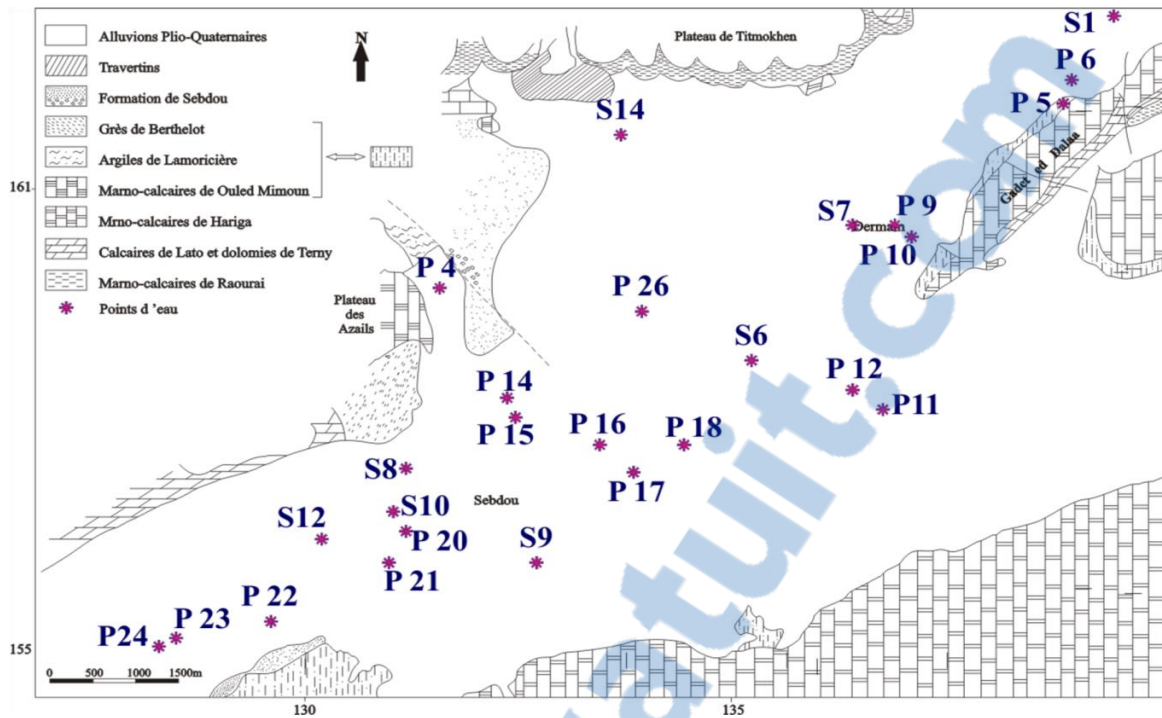 Alluvions Plio-Quaternaires
Travertins
Formation de Sebdou
Grès de Berthelot
Argiles de Lamoricière
Marno-calcaires de Ouled Mimoun
Mrno-calcaires de Hariga
Calcaires de Lato et dolomies de Terny
Marno-calcaires de Raourai
Points d 'eau
N
Plateau de Titmokhen
S1
P 6
P 5
S14
Gadet ed Dalaa
161
S7
P 9
Dermam
P 10
P 4
Plateau
des
Azails
P 26
S6
P 12
P11
P 14
P 15
P 16
P 18
P 17
S8
Sebdou
S10
S12
P 20
S9
P 21
P 22
P 23
P24
155
0 500 1000 1500m
130
135
atuit.com